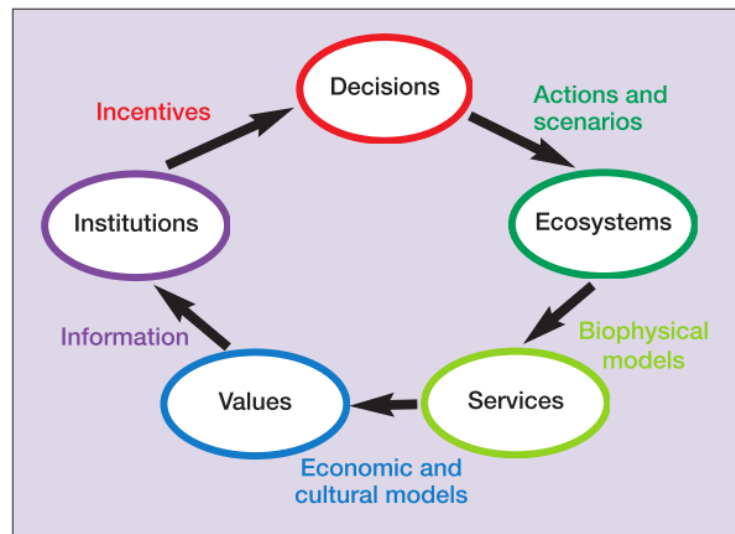 Decisions
Incentives
Actions and
scenarios
Institutions
Ecosystems
Information
Biophysical
models
Values
Services
Economic and
cultural models